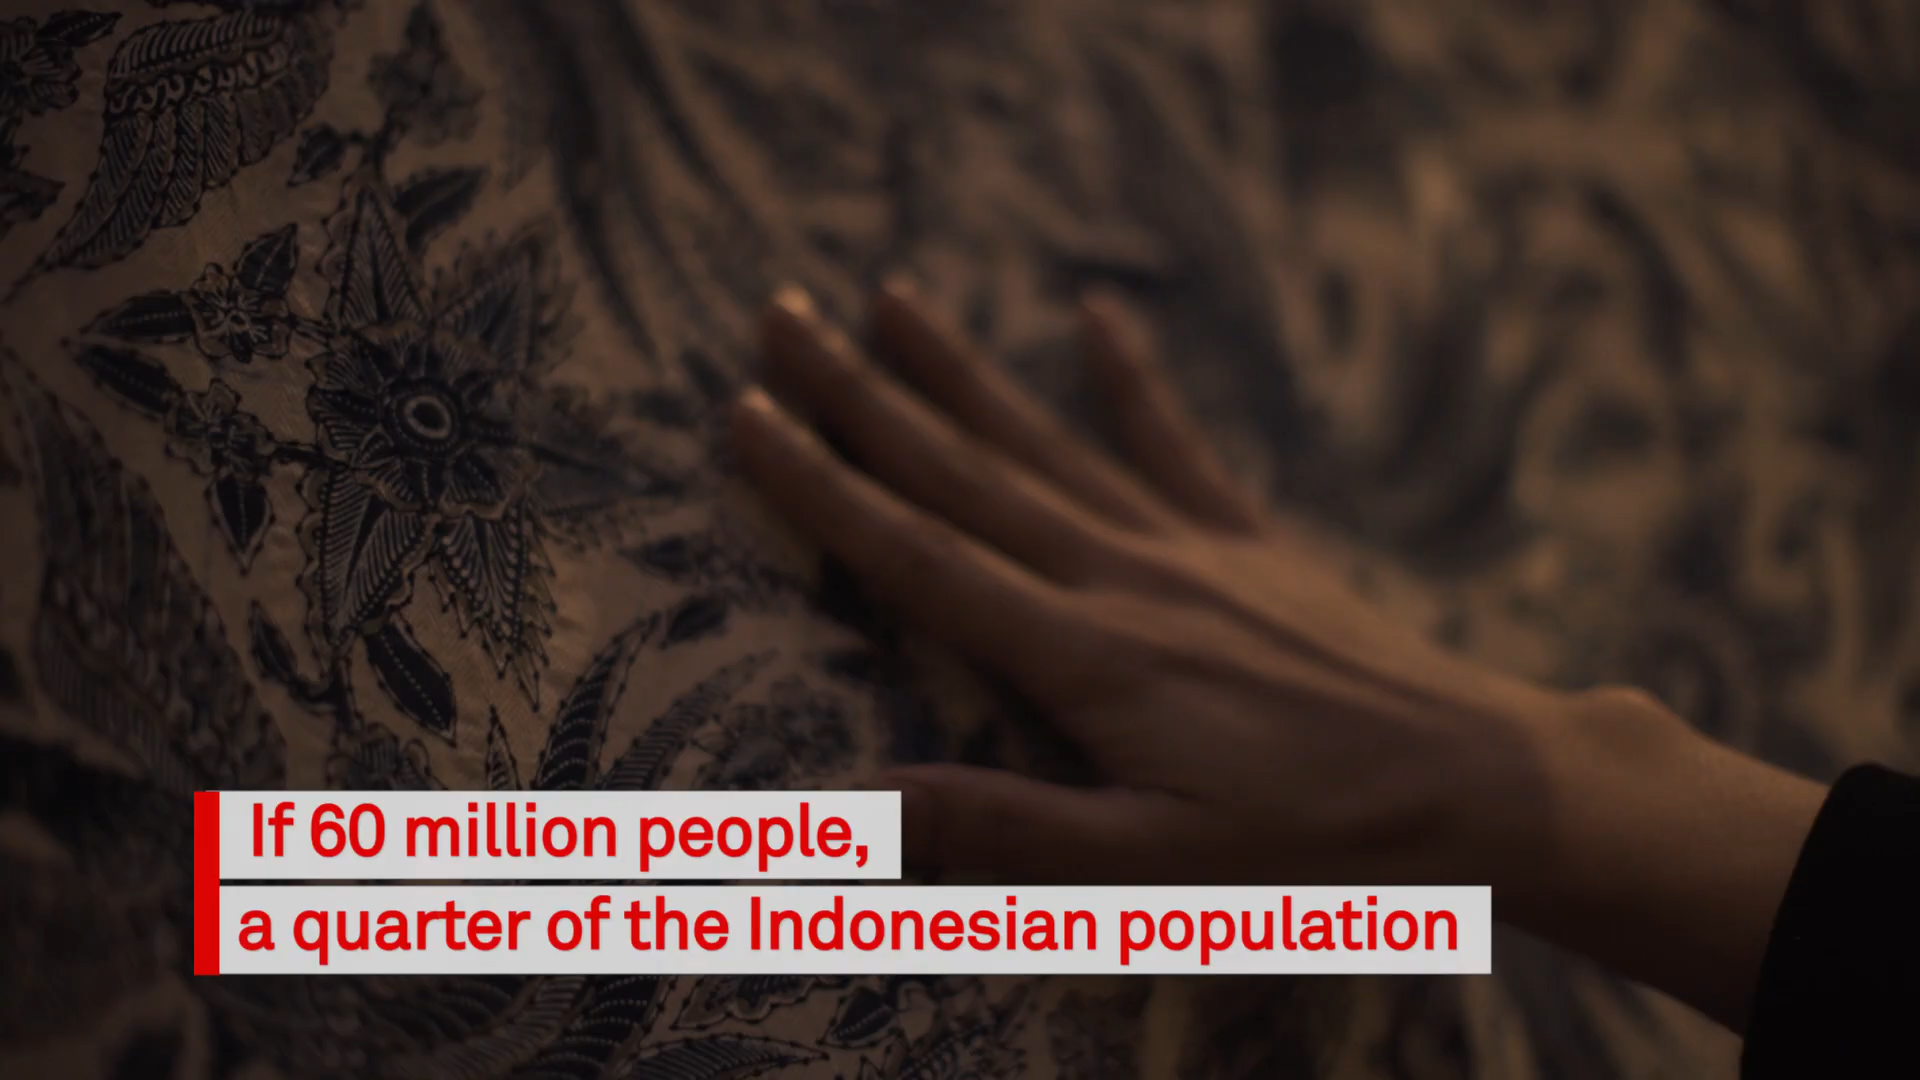 If 60 million people,
a quarter of the Indonesian population